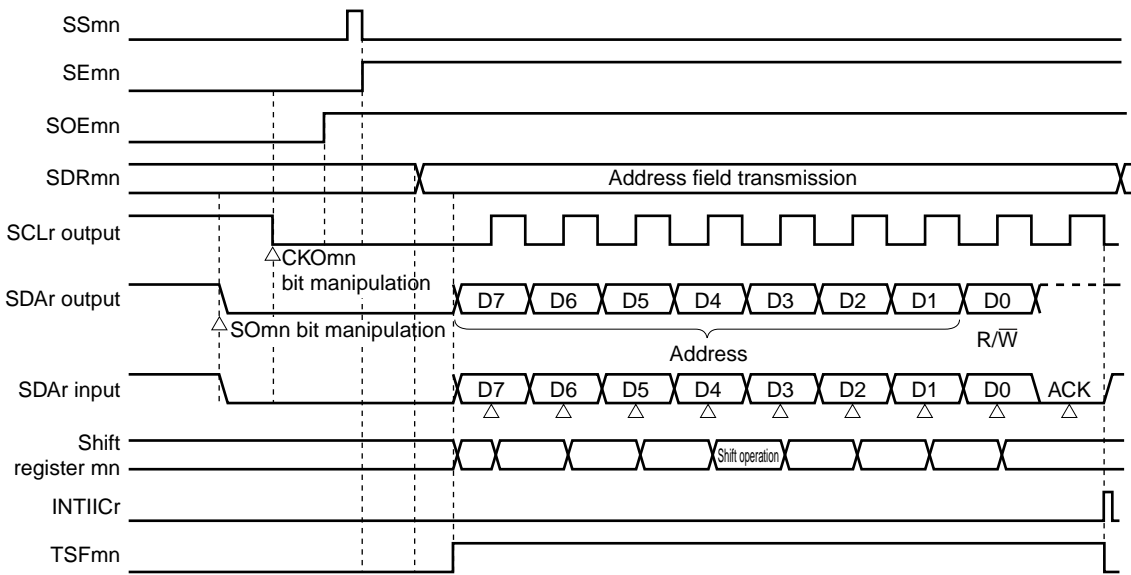 SSmn
SEmn
SOEmn
SDRmn
Address field transmission
SCLr output
CKOmn
bit manipulation
SDAr output
D7 D6 D5 D4 D3 D2 D1 D0
SOmn bit manipulation
R/W̅
Address
SDAr input
D7 D6 D5 D4 D3 D2 D1 D0 ACK
Shift
register mn
Shift operation
INTIICr
TSFmn